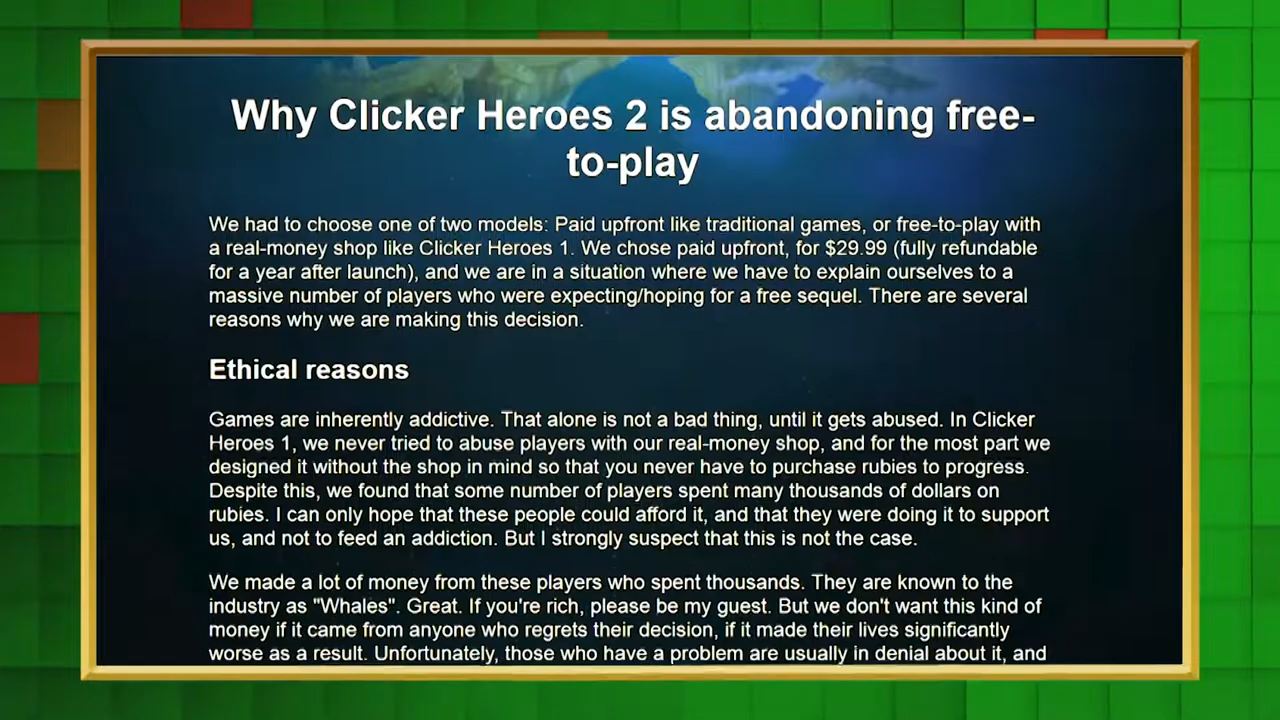 Why Clicker Heroes 2 is abandoning free-
to-play
We had to choose one of two models: Paid upfront like traditional games, or free-to-play with
a real-money shop like Clicker Heroes 1. We chose paid upfront, for $29.99 (fully refundable
for a year after launch), and we are in a situation where we have to explain ourselves to a
massive number of players who were expecting/hoping for a free sequel. There are several
reasons why we are making this decision.
Ethical reasons
Games are inherently addictive. That alone is not a bad thing, until it gets abused. In Clicker
Heroes 1, we never tried to abuse players with our real-money shop, and for the most part we
designed it without the shop in mind so that you never have to purchase rubies to progress.
Despite this, we found that some number of players spent many thousands of dollars on
rubies. I can only hope that these people could afford it, and that they were doing it to support
us, and not to feed an addiction. But I strongly suspect that this is not the case.
We made a lot of money from these players who spent thousands. They are known to the
industry as "Whales". Great. If you're rich, please be my guest. But we don't want this kind of
money if it came from anyone who regrets their decision, if it made their lives significantly
worse as a result. Unfortunately, those who have a problem are usually in denial about it, and